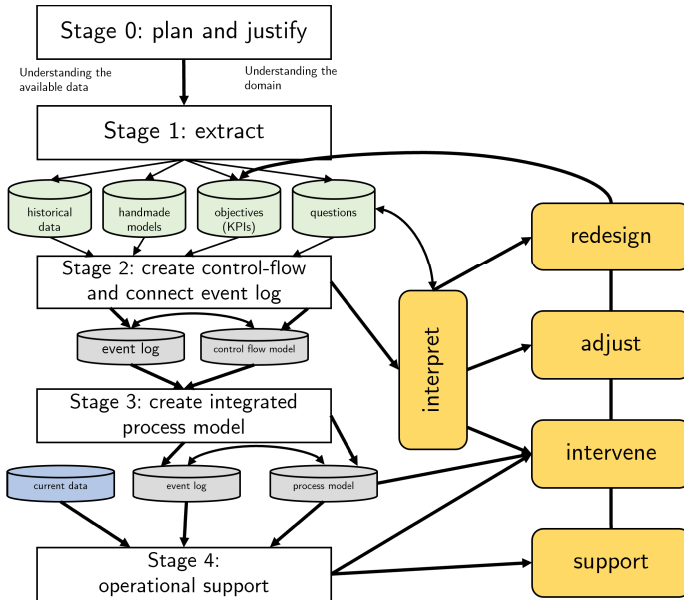 Stage 0: plan and justify
Understanding the
available data
Understanding the
domain
Stage 1: extract
historical
data
handmade
models
objectives
(KPIs)
questions
redesign
Stage 2: create control-flow
and connect event log
interpret
adjust
event log
control flow model
Stage 3: create integrated
process model
intervene
current data
event log
process model
Stage 4:
operational support
support